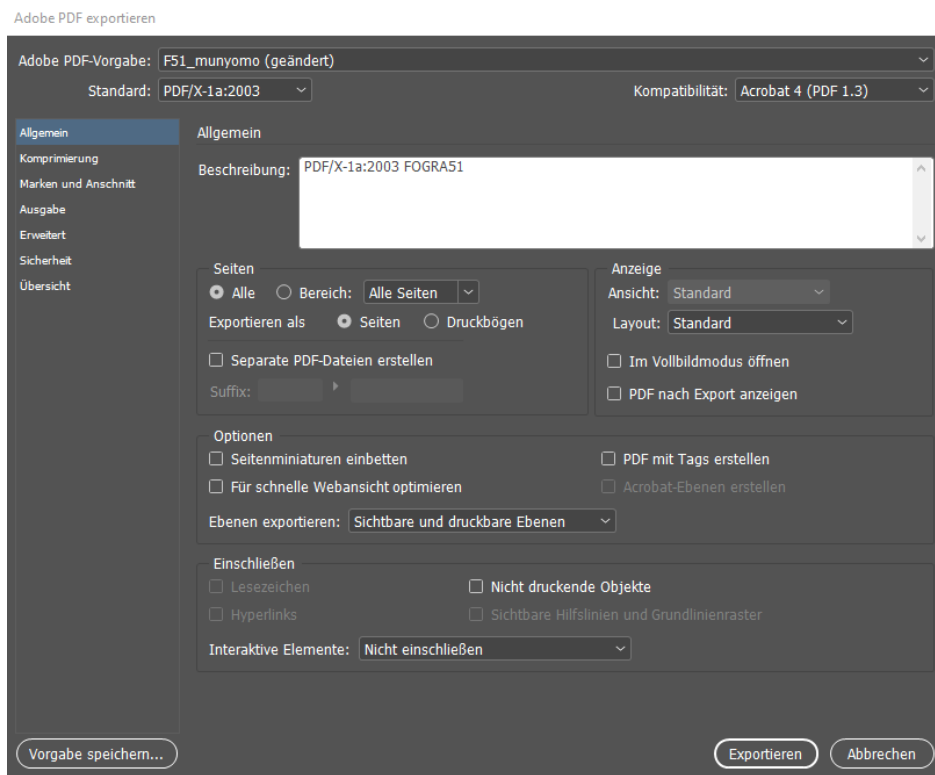 Adobe PDF exportieren
Adobe PDF-Vorgabe: F51_munyomo (geändert)
Standard: PDF/X-1a:2003 Kompatibilität: Acrobat 4 (PDF 1.3)
Allgemein
Komprimierung
Marken und Anschnitt
Ausgabe
Erweitert
Sicherheit
Übersicht
Allgemein
Beschreibung: PDF/X-1a:2003 FOGRA51
Seiten
Alle Bereich: Alle Seiten
Exportieren als Seiten Druckbögen
Separate PDF-Dateien erstellen
Suffix:
Anzeige
Ansicht: Standard
Layout: Standard
Im Vollbildmodus öffnen
PDF nach Export anzeigen
Optionen
Seitenminiaturen einbetten PDF mit Tags erstellen
Für schnelle Webansicht optimieren Acrobat-Ebenen erstellen
Ebenen exportieren: Sichtbare und druckbare Ebenen
Einschließen
Lesezeichen Nicht druckende Objekte
Hyperlinks Sichtbare Hilfslinien und Grundlinienraster
Interaktive Elemente: Nicht einschließen
Vorgabe speichern... Exportieren Abbrechen